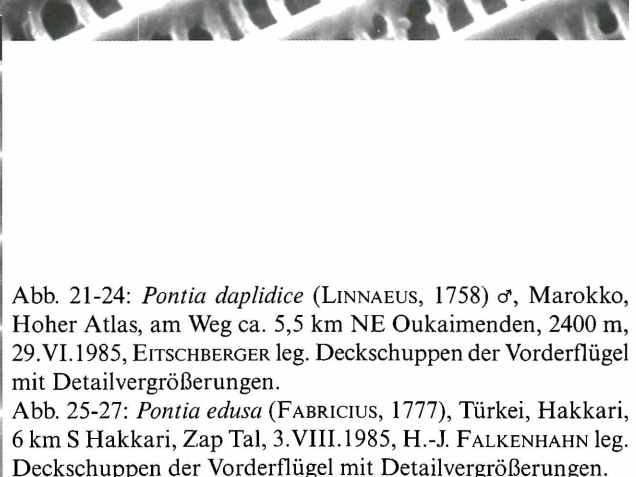 Abb. 21-24: Pontia daplidice (LINNAEUS, 1758) ♂, Marokko,
Hoher Atlas, am Weg ca. 5,5 km NE Oukaimenden, 2400 m,
29.VI.1985, EITSCHBERGER leg. Deckschuppen der Vorderflügel
mit Detailvergrößerungen.
Abb. 25-27: Pontia edusa (FABRICIUS, 1777), Türkei, Hakkari,
6 km S Hakkari, Zap Tal, 3.VIII.1985, H.-J. FALKENHAHN leg.
Deckschuppen der Vorderflügel mit Detailvergrößerungen.